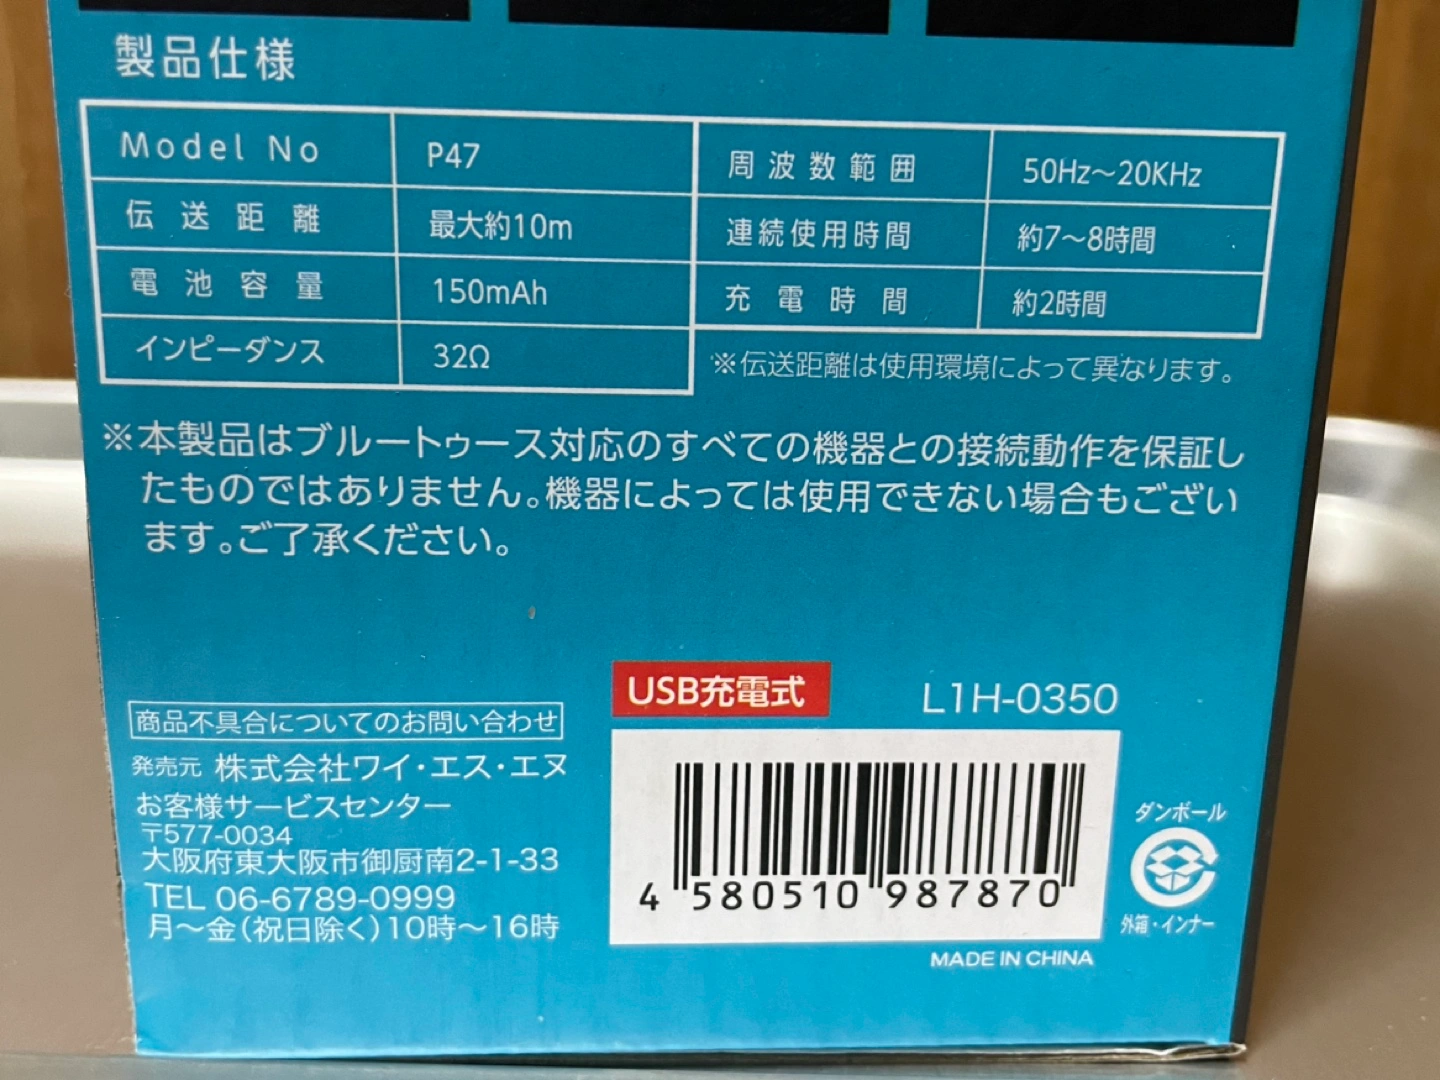 製品仕様
Model No P47
伝送距離 最大約10m
電池容量 150mAh
インピーダンス 32Ω
周波数範囲 50Hz～20KHz
連続使用時間 約7～8時間
充電時間 約2時間
※伝送距離は使用環境によって異なります。
※本製品はブルートゥース対応のすべての機器との接続動作を保証し
たものではありません。機器によっては使用できない場合もござい
ます。ご了承ください。
商品不具合についてのお問い合わせ
発売元 株式会社ワイ・エス・エヌ
お客様サービスセンター
〒577-0034
大阪府東大阪市御厨南2-1-33
TEL 06-6789-0999
月～金(祝日除く)10時～16時
USB充電式
L1H-0350
4 580510 987870
MADE IN CHINA
ダンボール
外箱・インナー